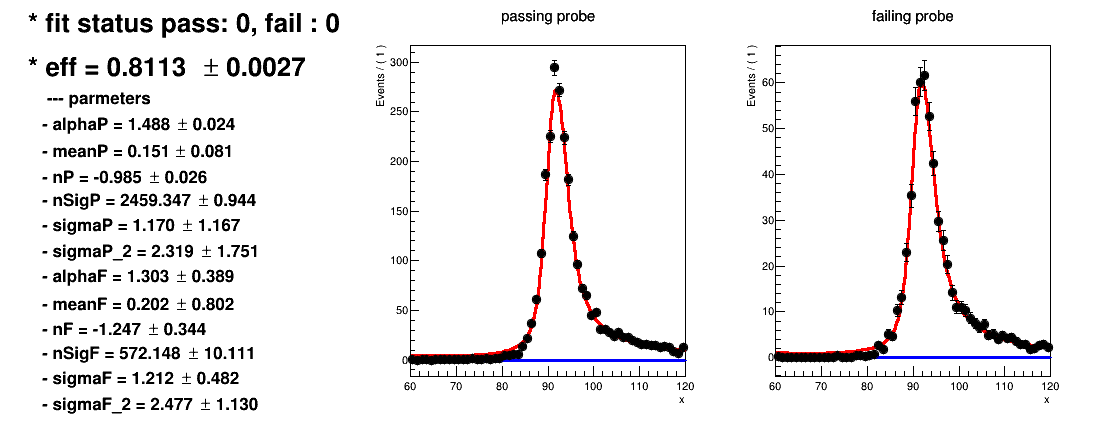 * fit status pass: 0, fail : 0
* eff = 0.8113 ± 0.0027
--- parmeters
- alphaP = 1.488 ± 0.024
- meanP = 0.151 ± 0.081
- nP = -0.985 ± 0.026
- nSigP = 2459.347 ± 0.944
- sigmaP = 1.170 ± 1.167
- sigmaP_2 = 2.319 ± 1.751
- alphaF = 1.303 ± 0.389
- meanF = 0.202 ± 0.802
- nF = -1.247 ± 0.344
- nSigF = 572.148 ± 10.111
- sigmaF = 1.212 ± 0.482
- sigmaF_2 = 2.477 ± 1.130
passing probe
Events / ( 1 )
300
250
200
150
100
50
0
60 70 80 90 100 110 120
x
failing probe
Events / ( 1 )
60
50
40
30
20
10
0
60 70 80 90 100 110 120
x